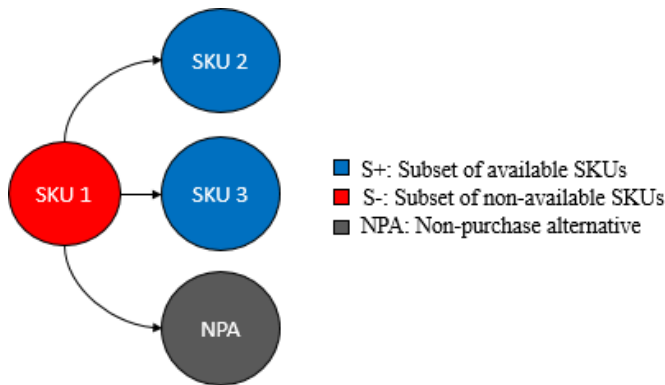 SKU 2
SKU 1
SKU 3
NPA
S+: Subset of available SKUs
S-: Subset of non-available SKUs
NPA: Non-purchase alternative